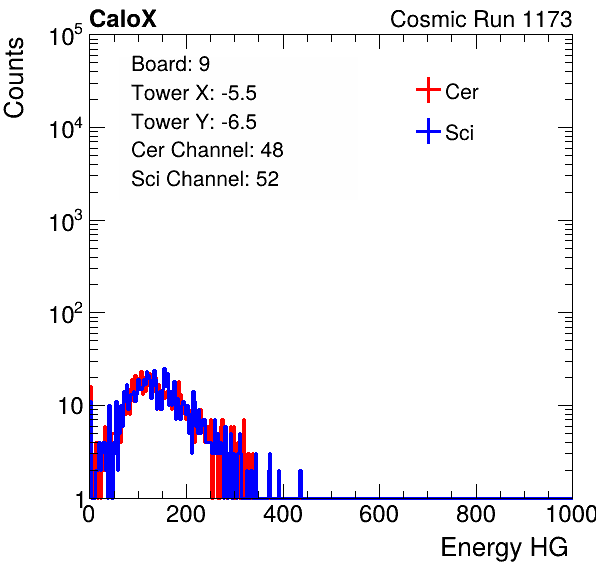 CaloX Cosmic Run 1173
Counts
Board: 9
Tower X: -5.5
Tower Y: -6.5
Cer Channel: 48
Sci Channel: 52
Cer
Sci
10^5
10^4
10^3
10^2
10
1
0 200 400 600 800 1000
Energy HG